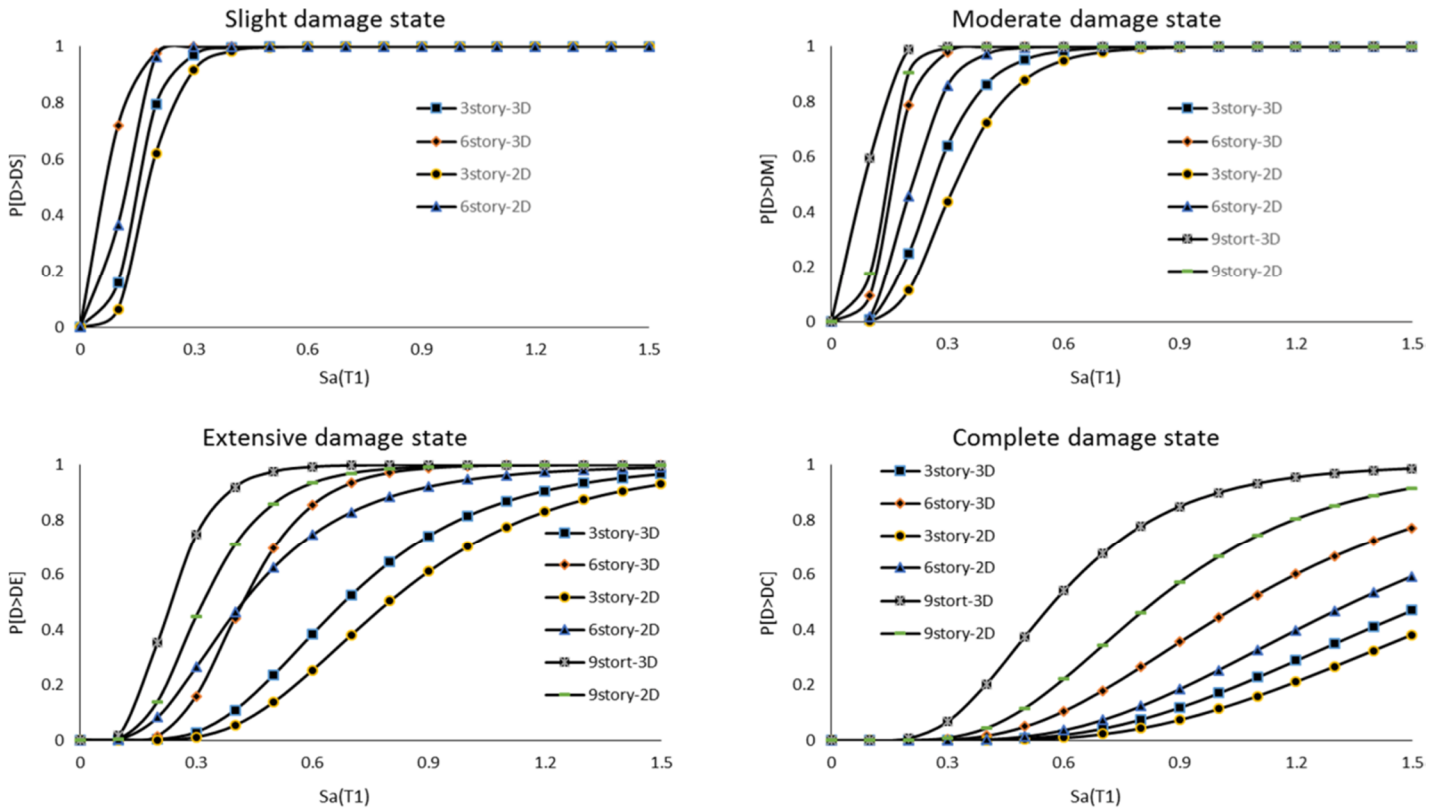 Slight damage state
1
0.8
0.6
0.4
0.2
0
P[D>DS]
3story-3D
6story-3D
3story-2D
6story-2D
0 0.3 0.6 0.9 1.2 1.5
Sa(T1)
Moderate damage state
1
0.8
0.6
0.4
0.2
0
P[D>DM]
3story-3D
6story-3D
3story-2D
6story-2D
9stort-3D
9story-2D
0 0.3 0.6 0.9 1.2 1.5
Sa(T1)
Extensive damage state
1
0.8
0.6
0.4
0.2
0
P[D>DE]
3story-3D
6story-3D
3story-2D
6story-2D
9stort-3D
9story-2D
0 0.3 0.6 0.9 1.2 1.5
Sa(T1)
Complete damage state
1
0.8
0.6
0.4
0.2
0
P[D>DC]
3story-3D
6story-3D
3story-2D
6story-2D
9stort-3D
9story-2D
0 0.3 0.6 0.9 1.2 1.5
Sa(T1)